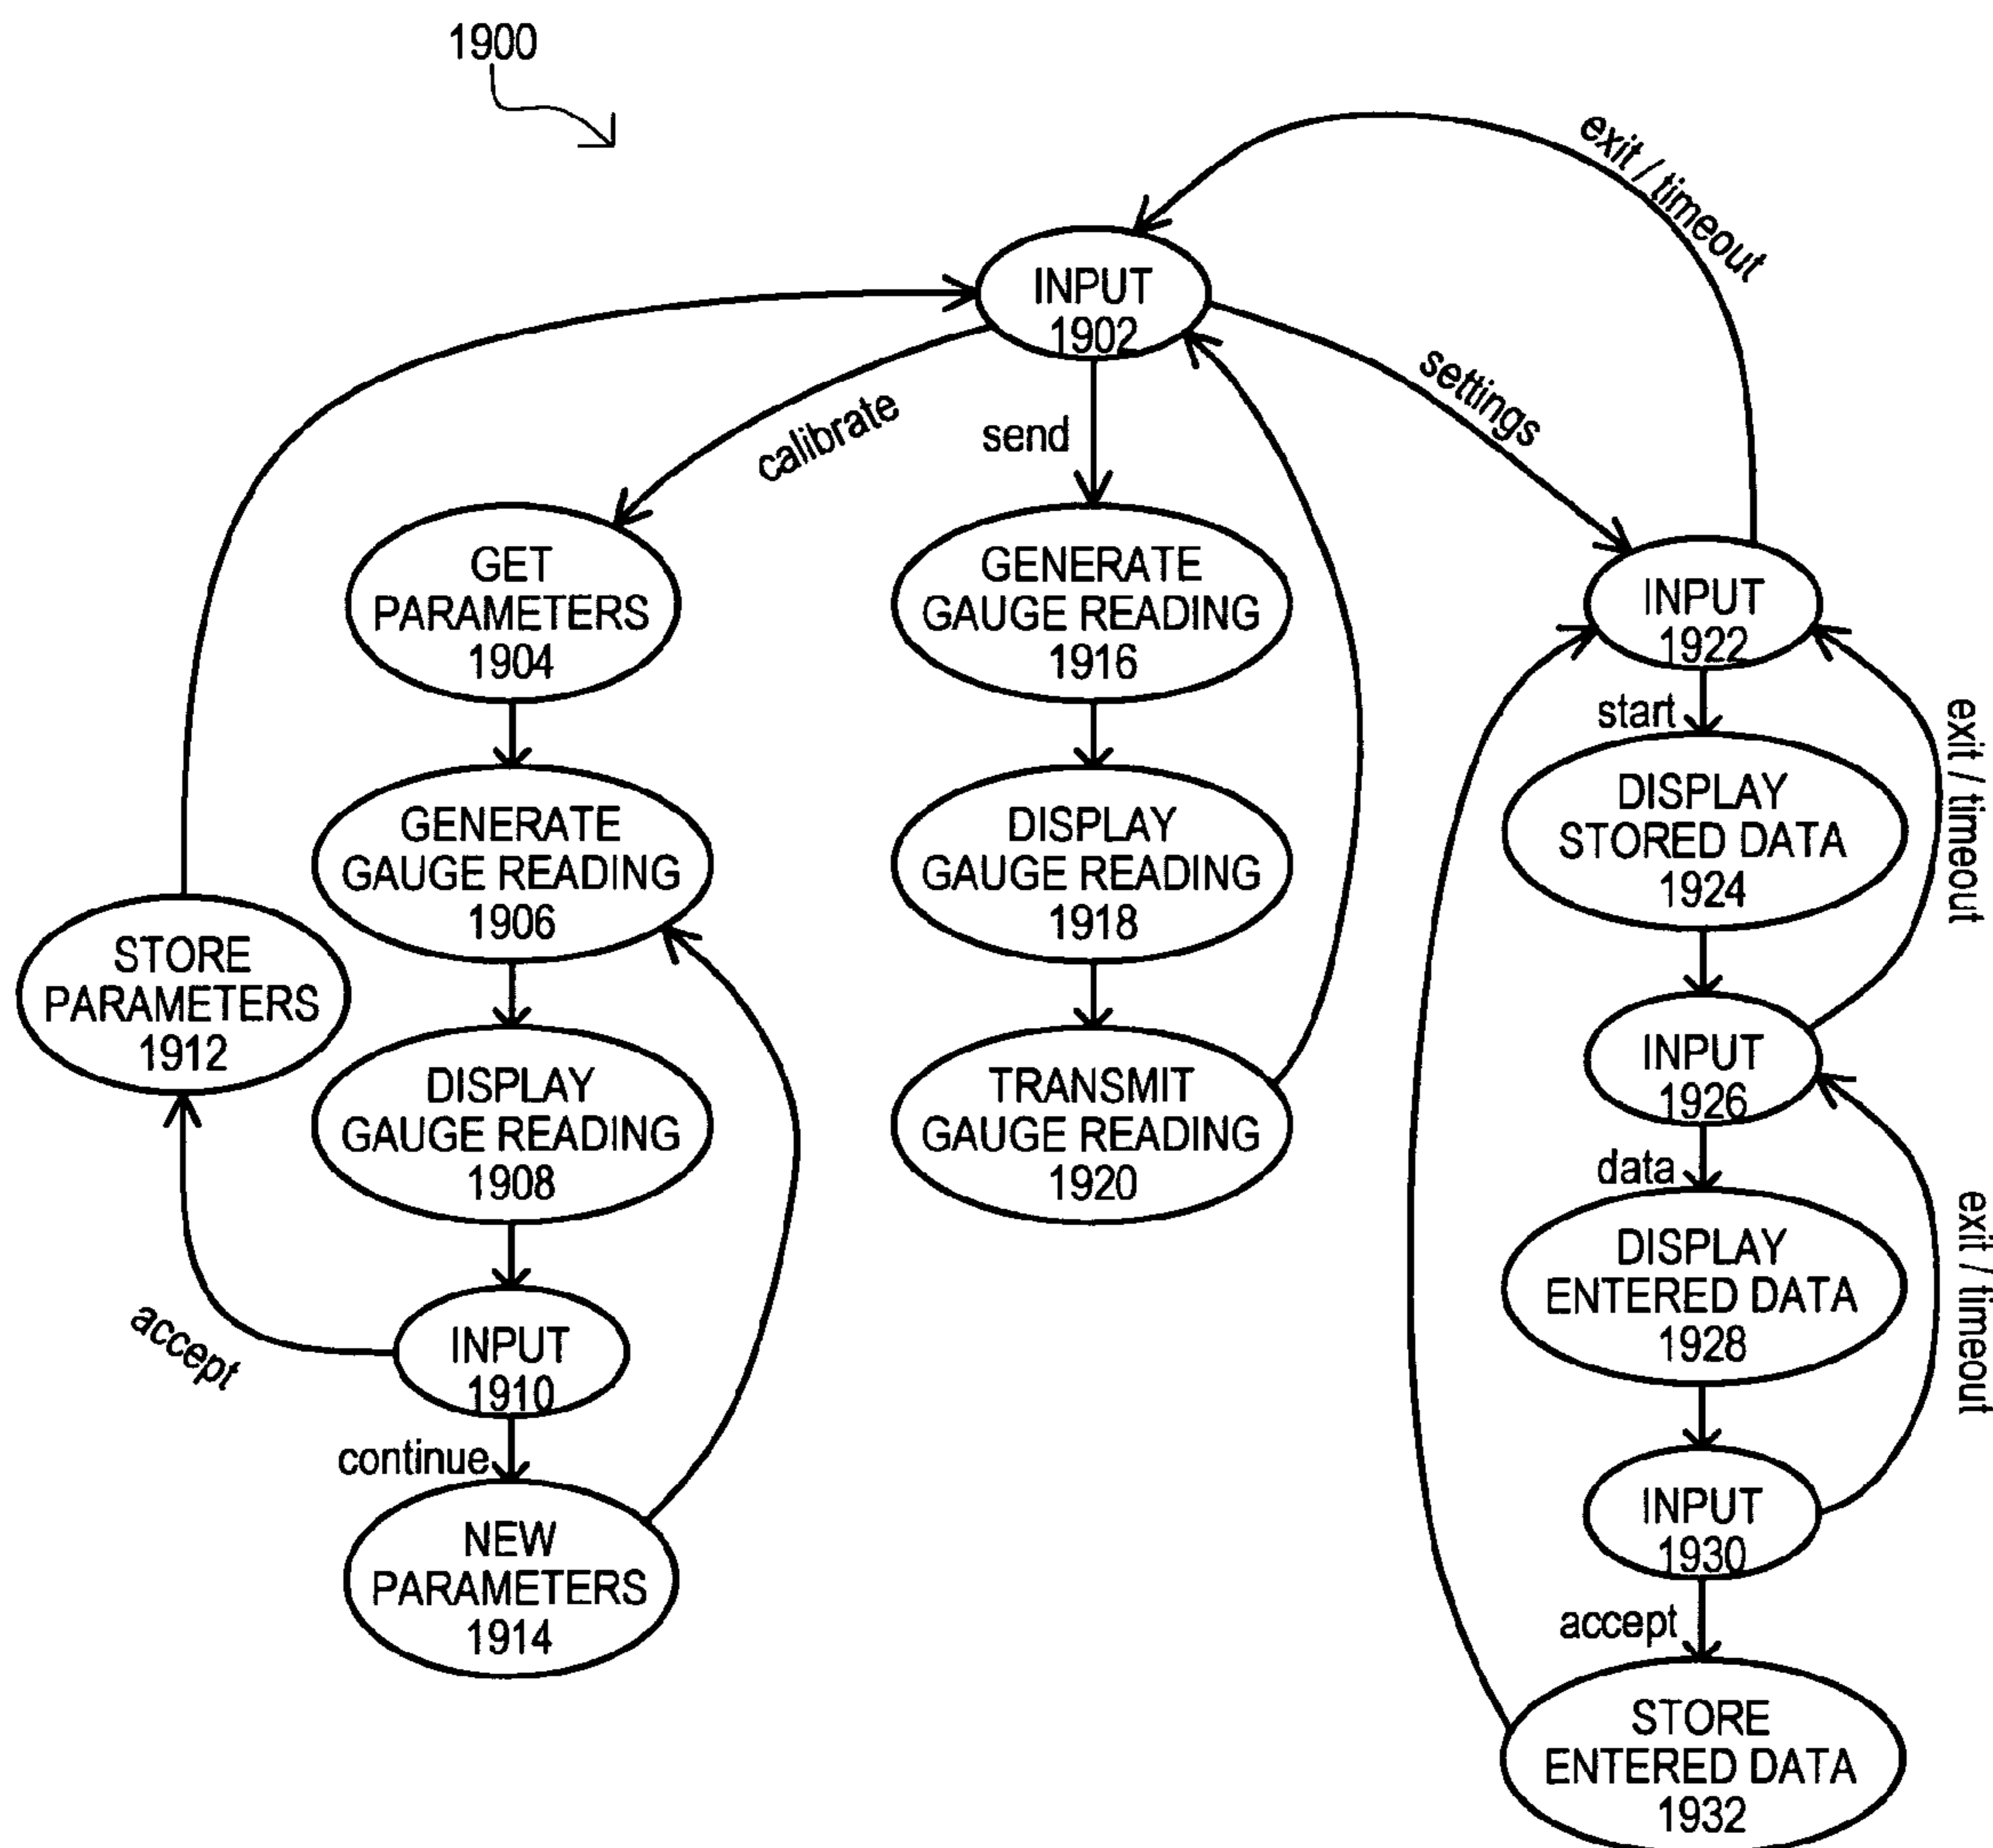 1900
exit / timeout
INPUT
1902
calibrate
send
settings
GET
PARAMETERS
1904
GENERATE
GAUGE READING
1916
INPUT
1922
start
exit / timeout
GENERATE
GAUGE READING
1906
DISPLAY
GAUGE READING
1918
DISPLAY
STORED DATA
1924
STORE
PARAMETERS
1912
DISPLAY
GAUGE READING
1908
TRANSMIT
GAUGE READING
1920
INPUT
1926
data
exit / timeout
accept
INPUT
1910
DISPLAY
ENTERED DATA
1928
continue
NEW
PARAMETERS
1914
INPUT
1930
accept
STORE
ENTERED DATA
1932